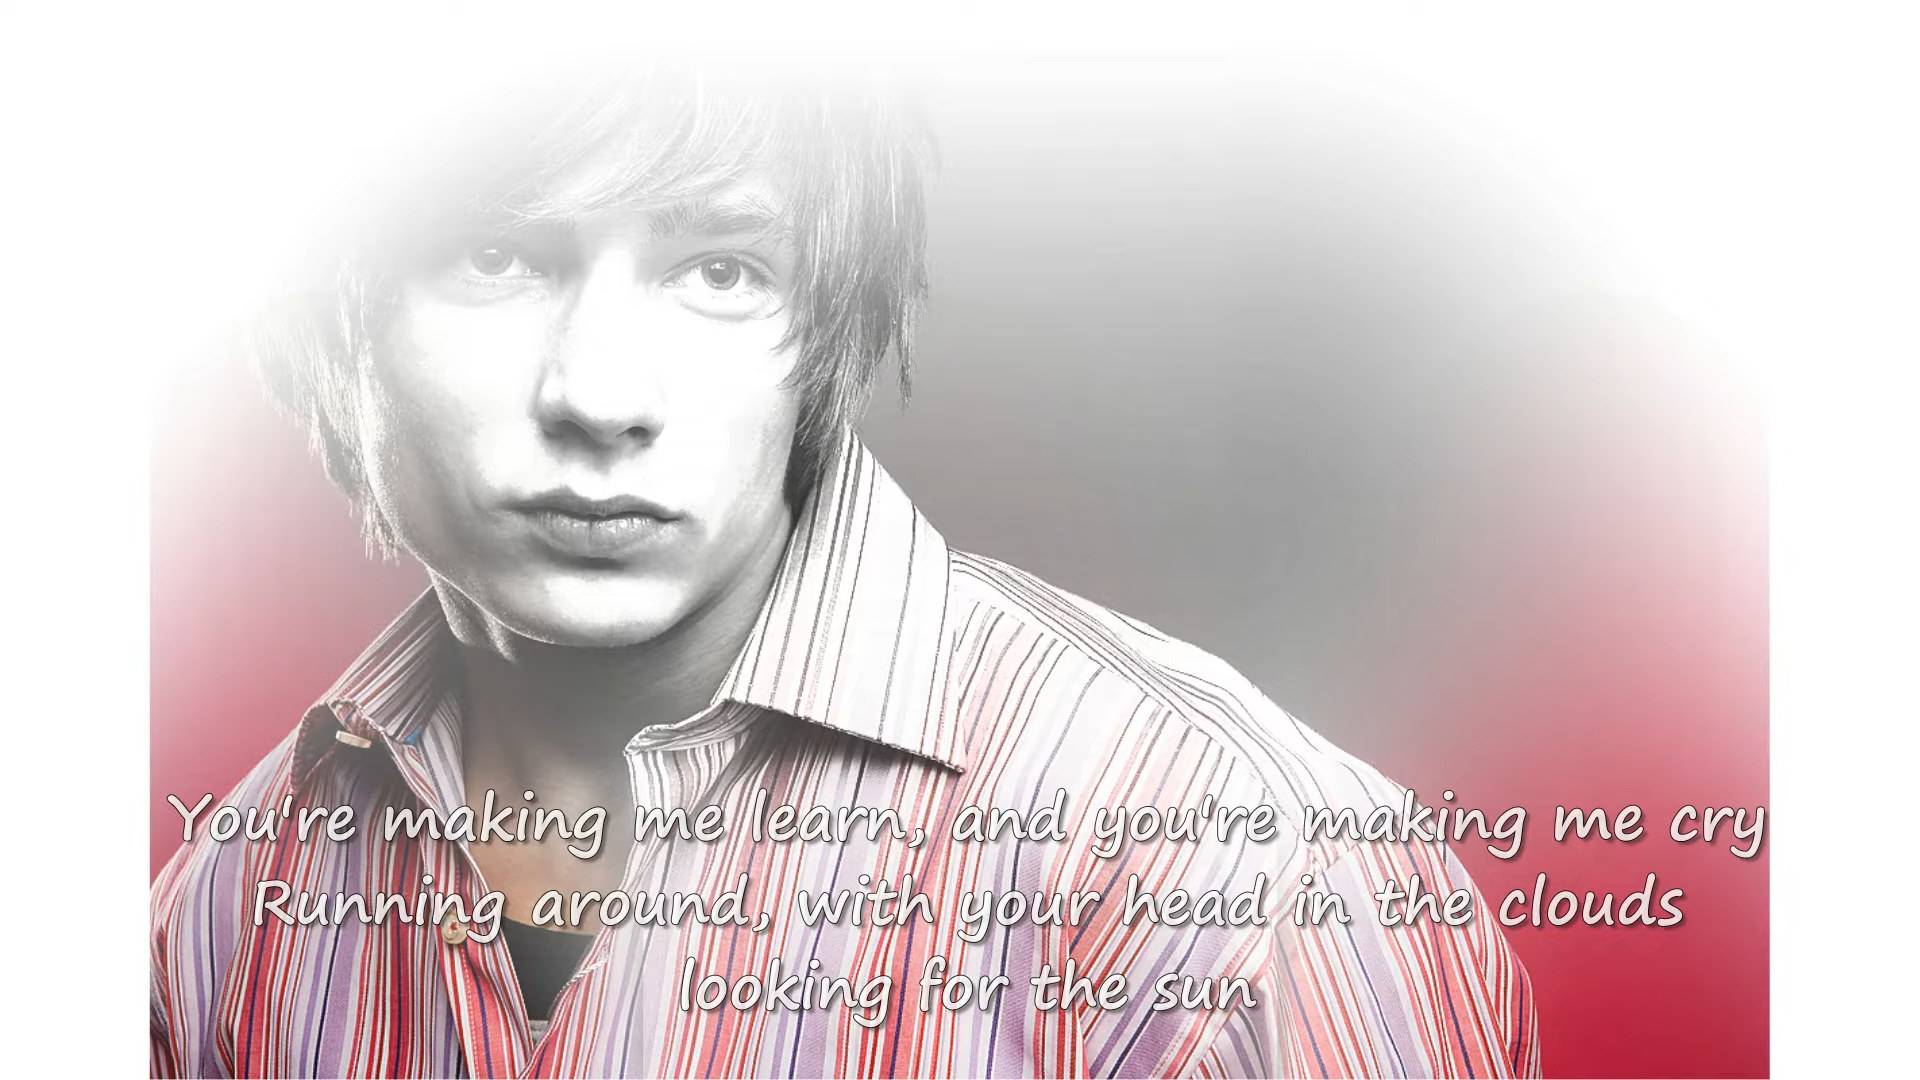 You're making me learn, and you're making me cry
Running around, with your head in the clouds
looking for the sun